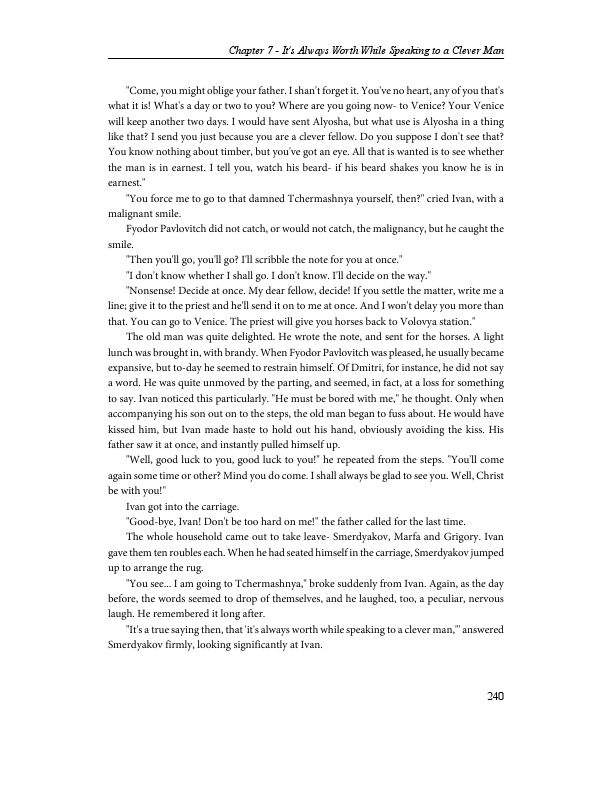 Chapter 7 - It's Always Worth While Speaking to a Clever Man
"Come, you might oblige your father. I shan't forget it. You've no heart, any of you that's
what it is! What's a day or two to you? Where are you going now- to Venice? Your Venice
will keep another two days. I would have sent Alyosha, but what use is Alyosha in a thing
like that? I send you just because you are a clever fellow. Do you suppose I don't see that?
You know nothing about timber, but you've got an eye. All that is wanted is to see whether
the man is in earnest. I tell you, watch his beard- if his beard shakes you know he is in
earnest."
"You force me to go to that damned Tchermashnya yourself, then?" cried Ivan, with a
malignant smile.
Fyodor Pavlovitch did not catch, or would not catch, the malignancy, but he caught the
smile.
"Then you'll go, you'll go? I'll scribble the note for you at once."
"I don't know whether I shall go. I don't know. I'll decide on the way."
"Nonsense! Decide at once. My dear fellow, decide! If you settle the matter, write me a
line; give it to the priest and he'll send it on to me at once. And I won't delay you more than
that. You can go to Venice. The priest will give you horses back to Volovya station."
The old man was quite delighted. He wrote the note, and sent for the horses. A light
lunch was brought in, with brandy. When Fyodor Pavlovitch was pleased, he usually became
expansive, but to-day he seemed to restrain himself. Of Dmitri, for instance, he did not say
a word. He was quite unmoved by the parting, and seemed, in fact, at a loss for something
to say. Ivan noticed this particularly. "He must be bored with me," he thought. Only when
accompanying his son out on to the steps, the old man began to fuss about. He would have
kissed him, but Ivan made haste to hold out his hand, obviously avoiding the kiss. His
father saw it at once, and instantly pulled himself up.
"Well, good luck to you, good luck to you!" he repeated from the steps. "You'll come
again some time or other? Mind you do come. I shall always be glad to see you. Well, Christ
be with you!"
Ivan got into the carriage.
"Good-bye, Ivan! Don't be too hard on me!" the father called for the last time.
The whole household came out to take leave- Smerdyakov, Marfa and Grigory. Ivan
gave them ten roubles each. When he had seated himself in the carriage, Smerdyakov jumped
up to arrange the rug.
"You see... I am going to Tchermashnya," broke suddenly from Ivan. Again, as the day
before, the words seemed to drop of themselves, and he laughed, too, a peculiar, nervous
laugh. He remembered it long after.
"It's a true saying then, that 'it's always worth while speaking to a clever man,'" answered
Smerdyakov firmly, looking significantly at Ivan.
240